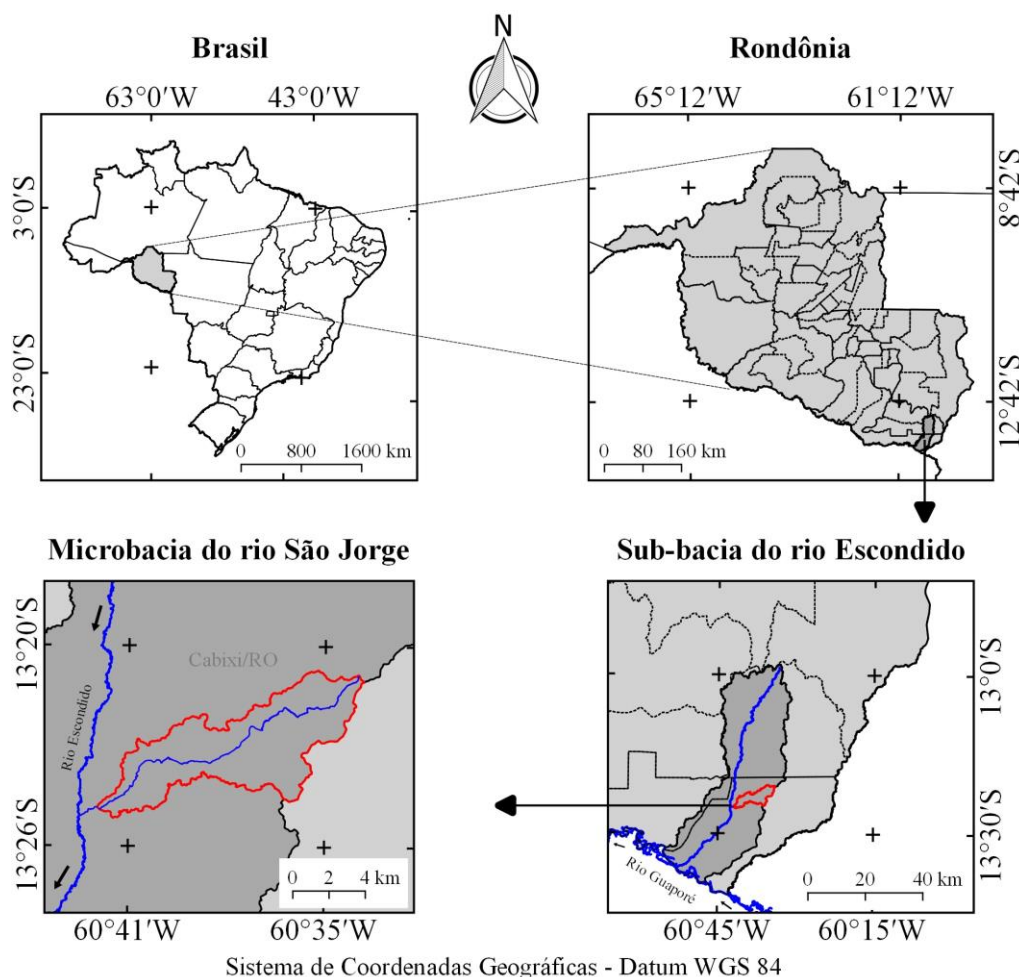 N
Brasil
63°0'W 43°0'W
3°0'S
23°0'S
0 800 1600 km
Rondônia
65°12'W 61°12'W
8°42'S
12°42'S
0 80 160 km
Microbacia do rio São Jorge
13°20'S
13°26'S
Cabixi/RO
Rio Escondido
0 2 4 km
60°41'W 60°35'W
Sub-bacia do rio Escondido
13°0'S
13°30'S
Rio Guaporé
0 20 40 km
60°45'W 60°15'W
Sistema de Coordenadas Geográficas - Datum WGS 84